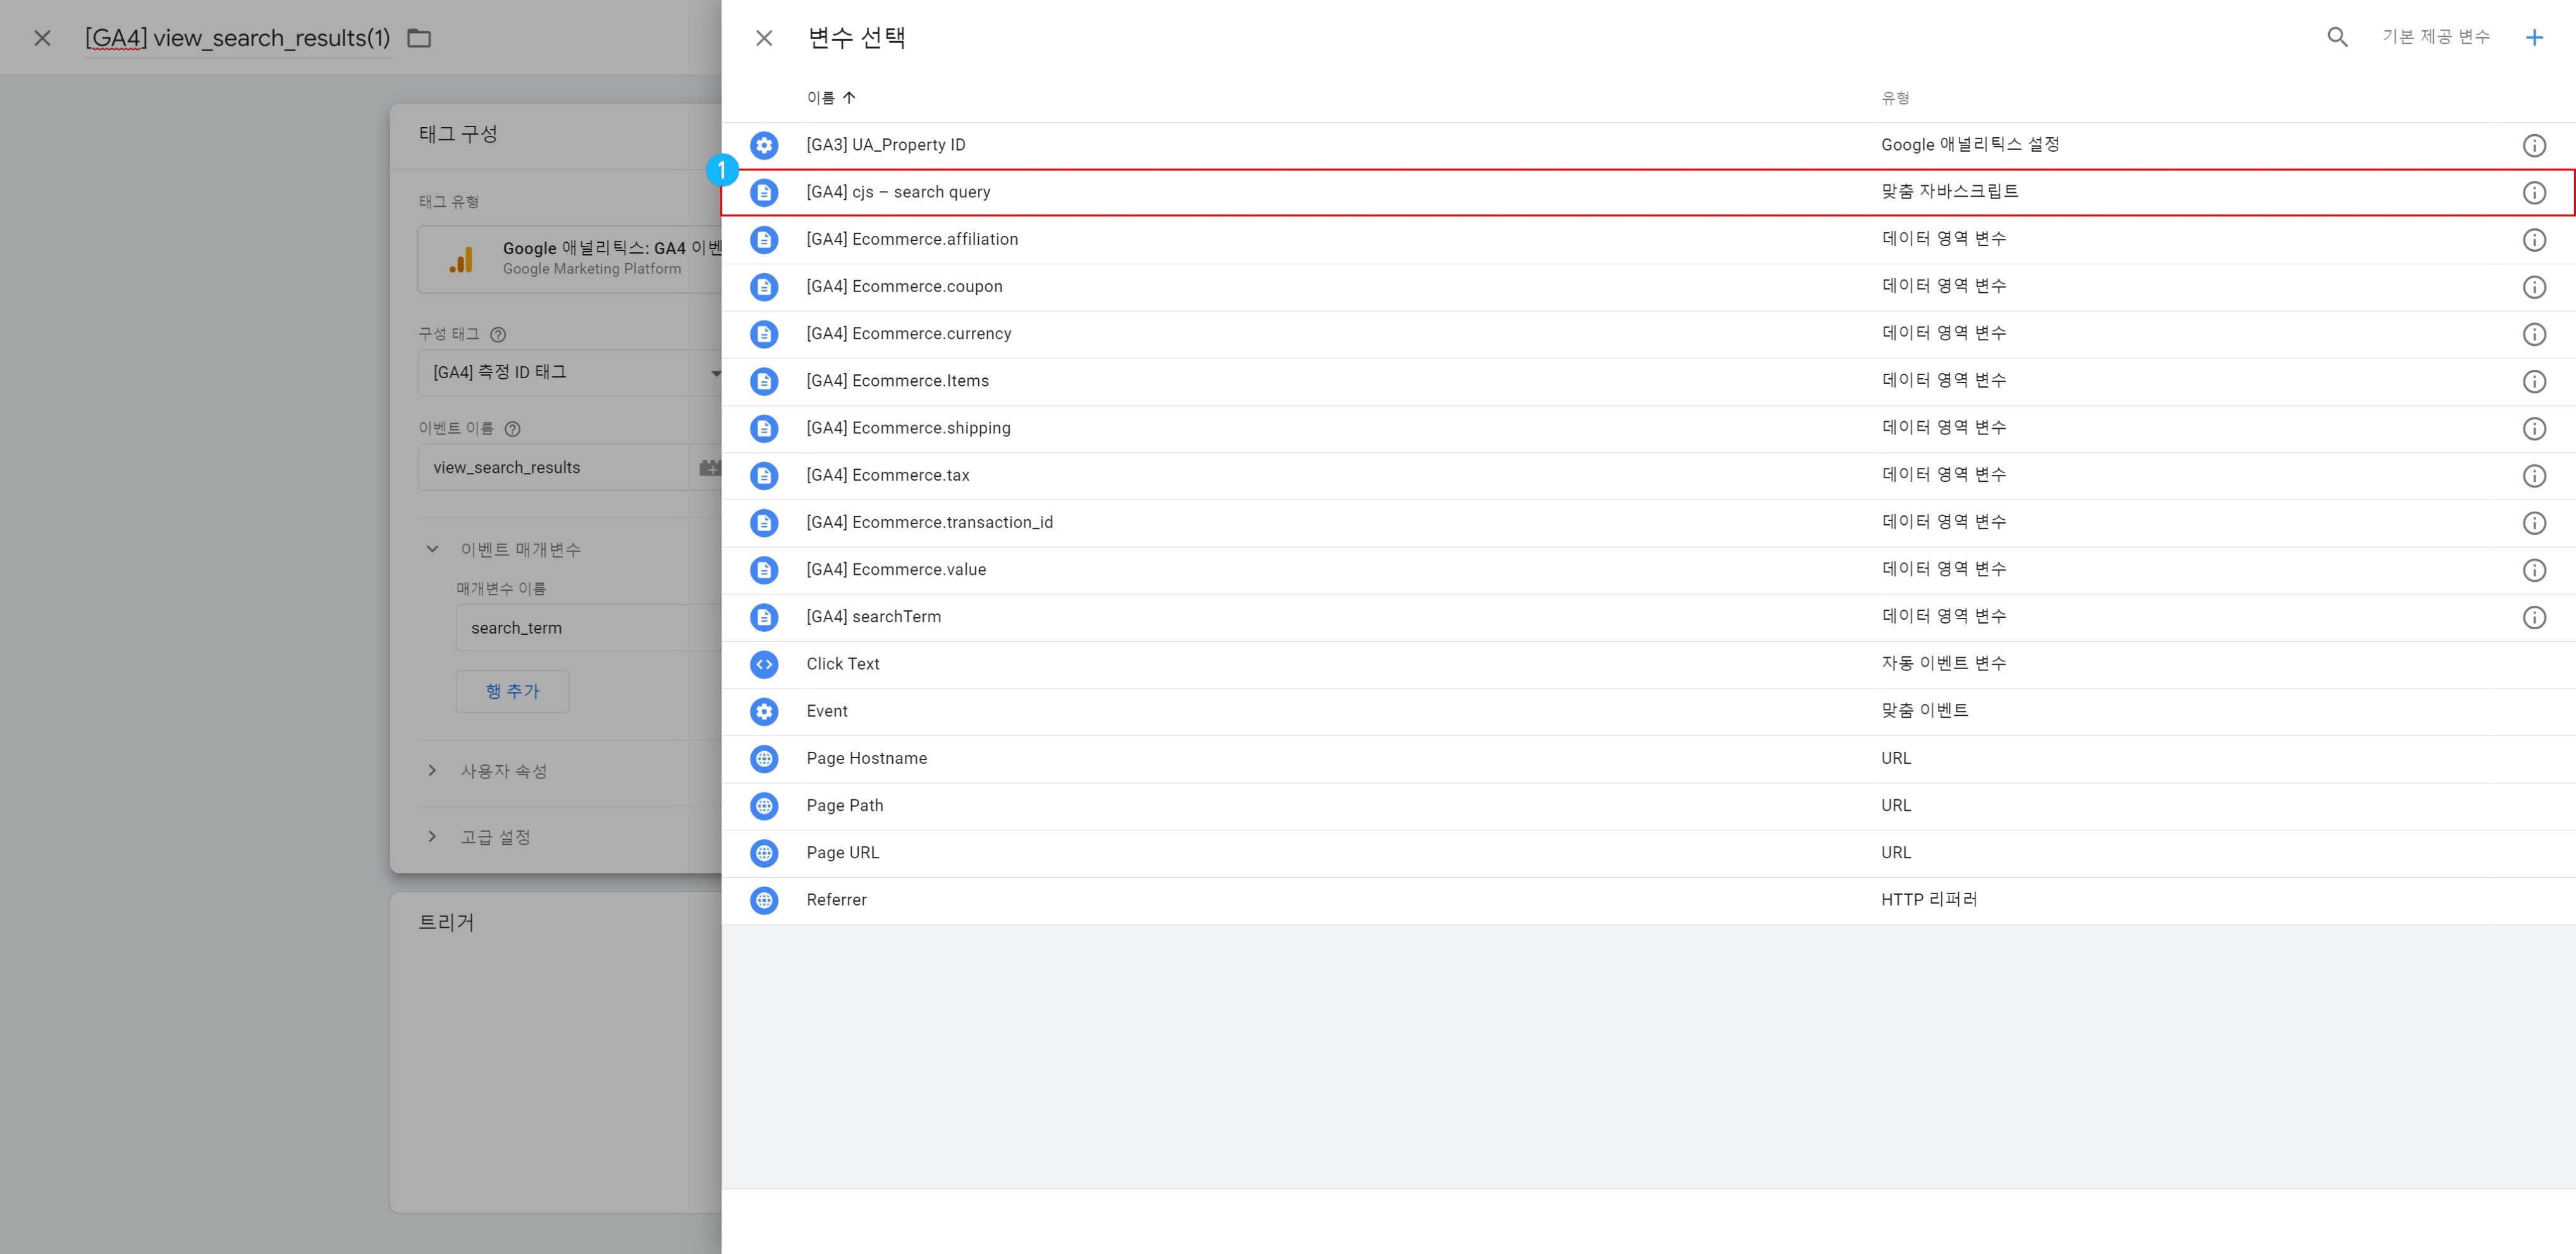 [GA4] view_search_results(1)
태그 구성
태그 유형
Google 애널리틱스: GA4 이벤
Google Marketing Platform
구성 태그
[GA4] 측정 ID 태그
이벤트 이름
view_search_results
이벤트 매개변수
매개변수 이름
search_term
행 추가
사용자 속성
고급 설정
트리거
변수 선택
기본 제공 변수
이름 유형
[GA3] UA_Property ID Google 애널리틱스 설정
1
[GA4] cjs – search query 맞춤 자바스크립트
[GA4] Ecommerce.affiliation 데이터 영역 변수
[GA4] Ecommerce.coupon 데이터 영역 변수
[GA4] Ecommerce.currency 데이터 영역 변수
[GA4] Ecommerce.Items 데이터 영역 변수
[GA4] Ecommerce.shipping 데이터 영역 변수
[GA4] Ecommerce.tax 데이터 영역 변수
[GA4] Ecommerce.transaction_id 데이터 영역 변수
[GA4] Ecommerce.value 데이터 영역 변수
[GA4] searchTerm 데이터 영역 변수
Click Text 자동 이벤트 변수
Event 맞춤 이벤트
Page Hostname URL
Page Path URL
Page URL URL
Referrer HTTP 리퍼러